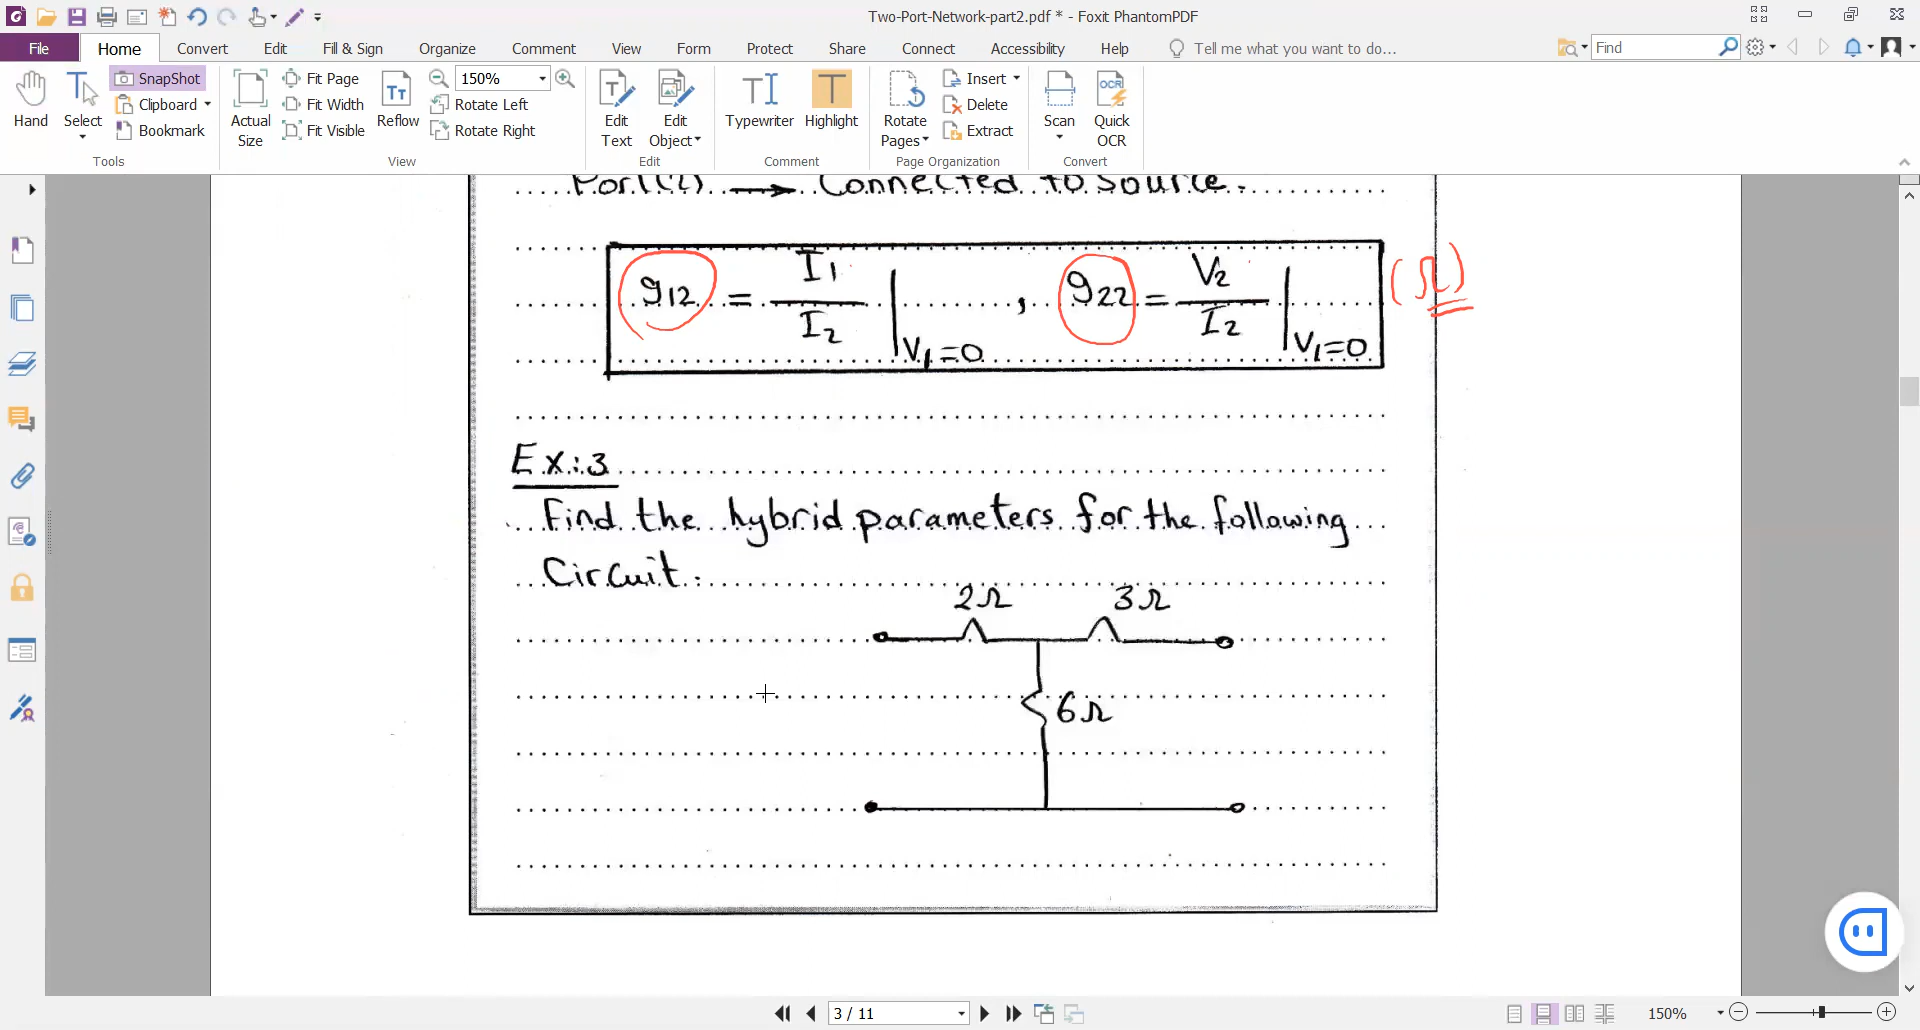 Two-Port-Network-part2.pdf * - Foxit PhantomPDF
File Home Convert Edit Fill & Sign Organize Comment View Form Protect Share Connect Accessibility Help Tell me what you want to do... Find
Hand Select SnapShot Clipboard Bookmark Actual Size Fit Page Fit Width Fit Visible Reflow 150% Rotate Left Rotate Right Edit Text Edit Object Typewriter Highlight Rotate Pages Insert Delete Extract Scan Quick OCR
Tools View Edit Comment Page Organization Convert
Port(2) → Connected to source.
g12 = I1 / I2 | V1=0 , g22 = V2 / I2 | V1=0 (Ω)
Ex:3
Find the hybrid parameters for the following
Circuit.
2Ω 3Ω
6Ω
3 / 11 150%